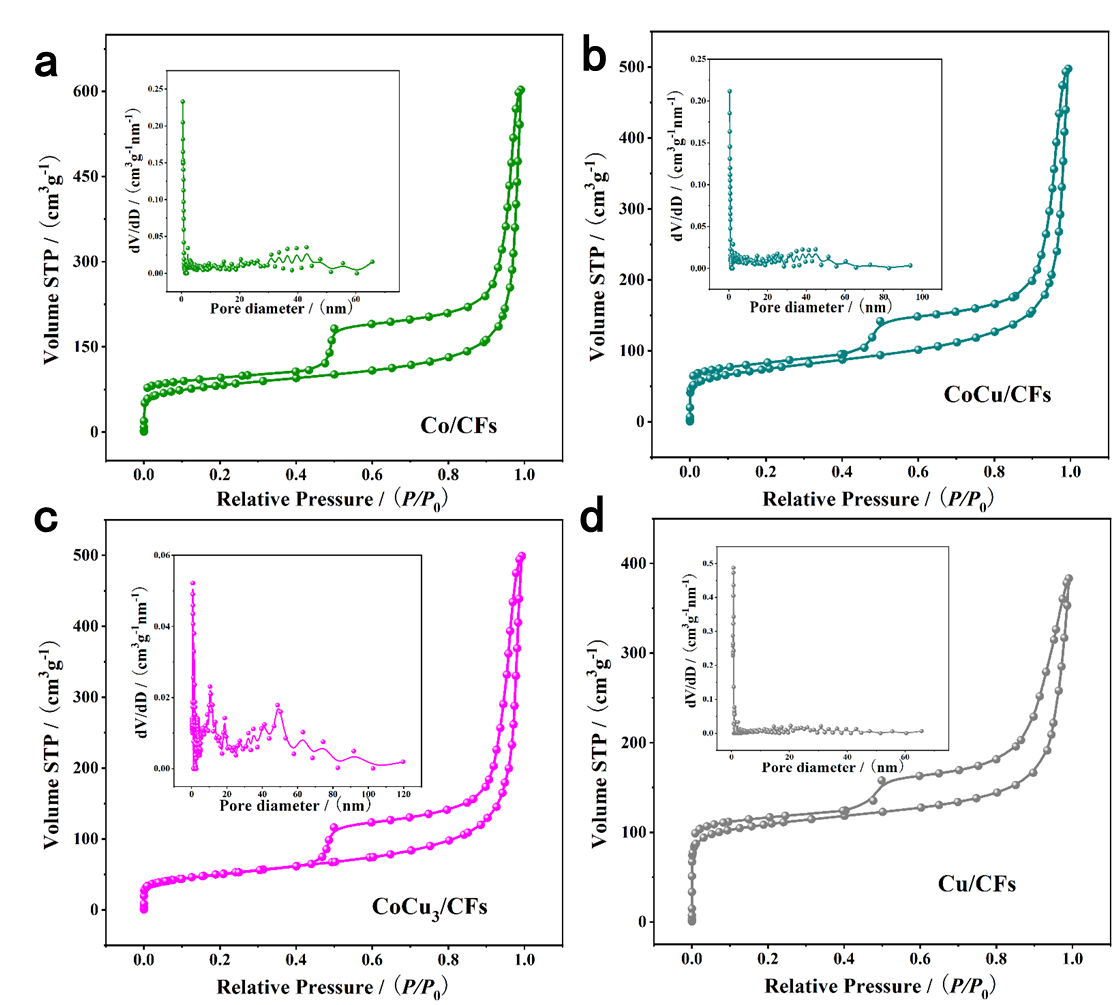 a
Volume STP / (cm³g⁻¹)
600
450
300
150
0
0.0 0.2 0.4 0.6 0.8 1.0
Relative Pressure / (P/P₀)
Co/CFs
dV/dD / (cm³g⁻¹nm⁻¹)
0.25
0.20
0.15
0.10
0.05
0.00
0 20 40 60
Pore diameter / (nm)
b
Volume STP / (cm³g⁻¹)
500
400
300
200
100
0
0.0 0.2 0.4 0.6 0.8 1.0
Relative Pressure / (P/P₀)
CoCu/CFs
dV/dD / (cm³g⁻¹nm⁻¹)
0.25
0.20
0.15
0.10
0.05
0.00
0 20 40 60 80 100
Pore diameter / (nm)
c
Volume STP / (cm³g⁻¹)
500
400
300
200
100
0
0.0 0.2 0.4 0.6 0.8 1.0
Relative Pressure / (P/P₀)
CoCu₃/CFs
dV/dD / (cm³g⁻¹nm⁻¹)
0.06
0.04
0.02
0.00
0 20 40 60 80 100 120
Pore diameter / (nm)
d
Volume STP / (cm³g⁻¹)
400
300
200
100
0
0.0 0.2 0.4 0.6 0.8 1.0
Relative Pressure / (P/P₀)
Cu/CFs
dV/dD / (cm³g⁻¹nm⁻¹)
0.5
0.4
0.3
0.2
0.1
0.0
0 20 40 60
Pore diameter / (nm)